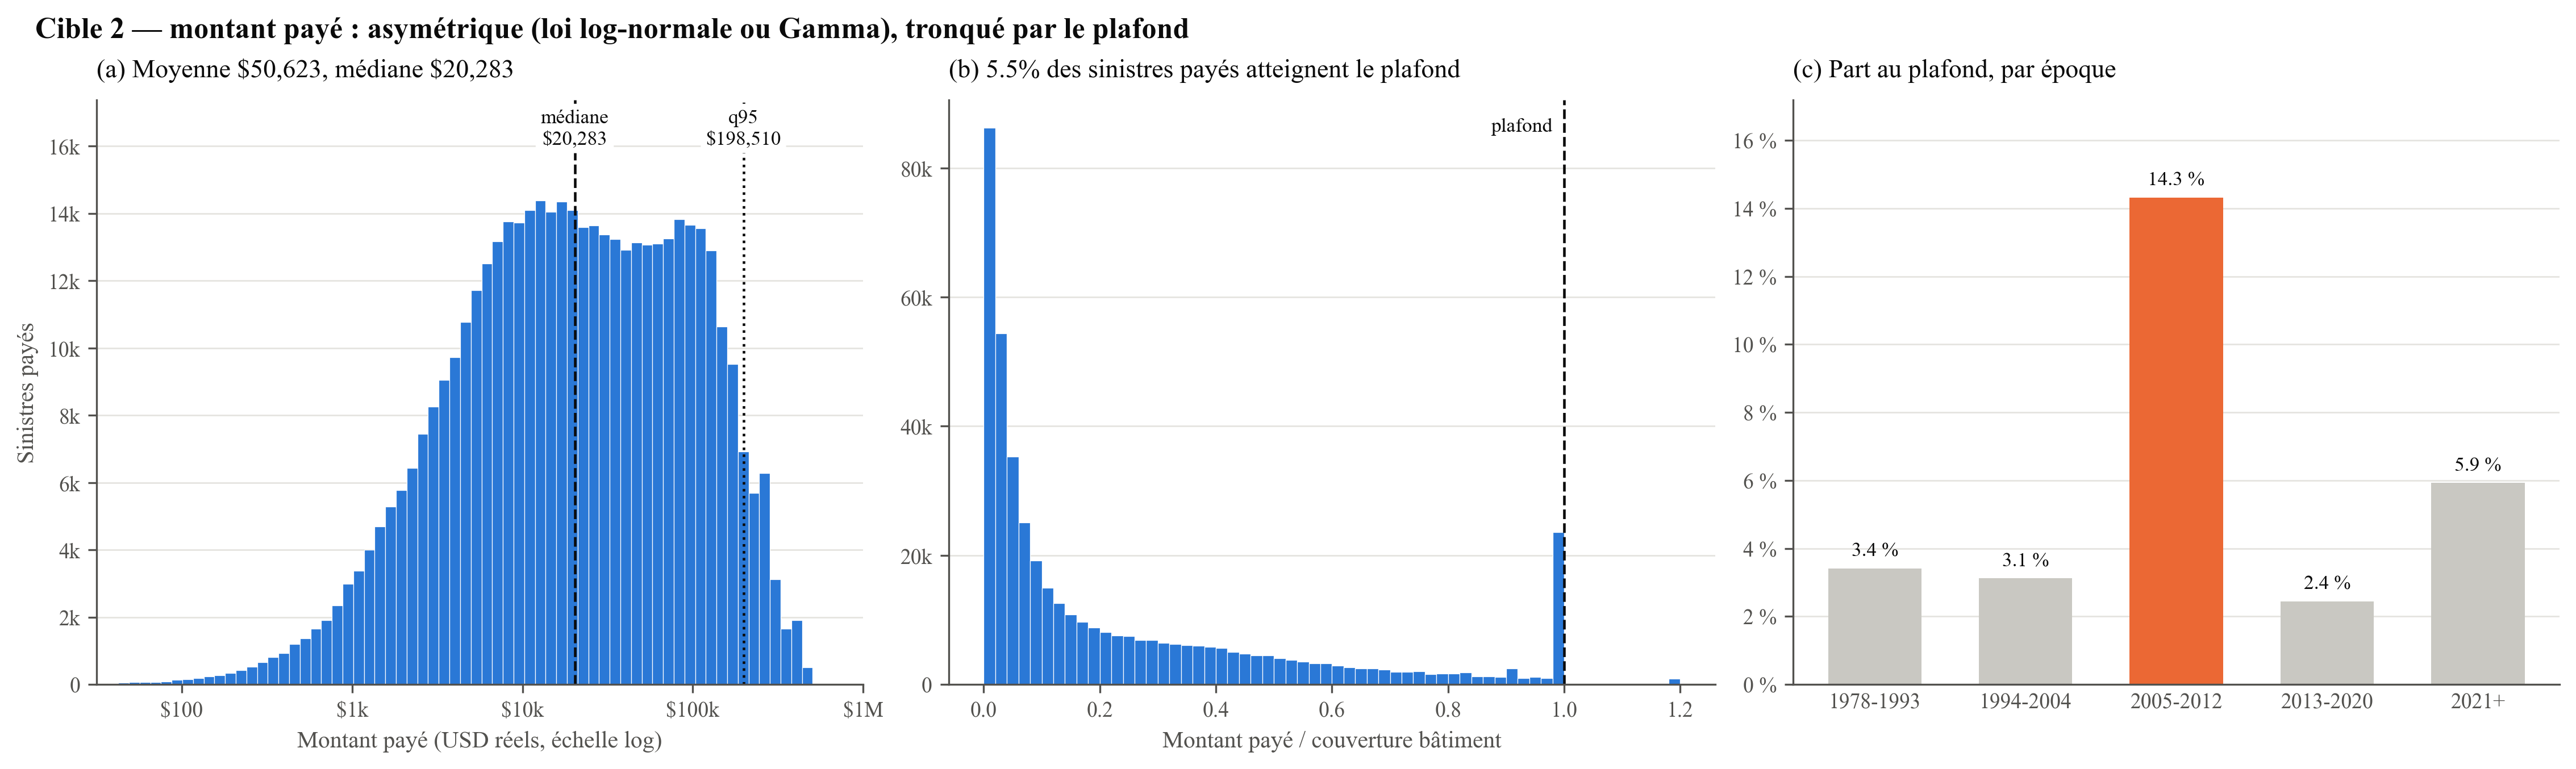 Cible 2 — montant payé : asymétrique (loi log-normale ou Gamma), tronqué par le plafond
(a) Moyenne $50,623, médiane $20,283
médiane
$20,283
q95
$198,510
16k
14k
12k
10k
8k
6k
4k
2k
0
Sinistres payés
$100
$1k
$10k
$100k
$1M
Montant payé (USD réels, échelle log)
(b) 5.5% des sinistres payés atteignent le plafond
plafond
80k
60k
40k
20k
0
0.0
0.2
0.4
0.6
0.8
1.0
1.2
Montant payé / couverture bâtiment
(c) Part au plafond, par époque
16 %
14 %
12 %
10 %
8 %
6 %
4 %
2 %
0 %
3.4 %
3.1 %
14.3 %
2.4 %
5.9 %
1978-1993
1994-2004
2005-2012
2013-2020
2021+